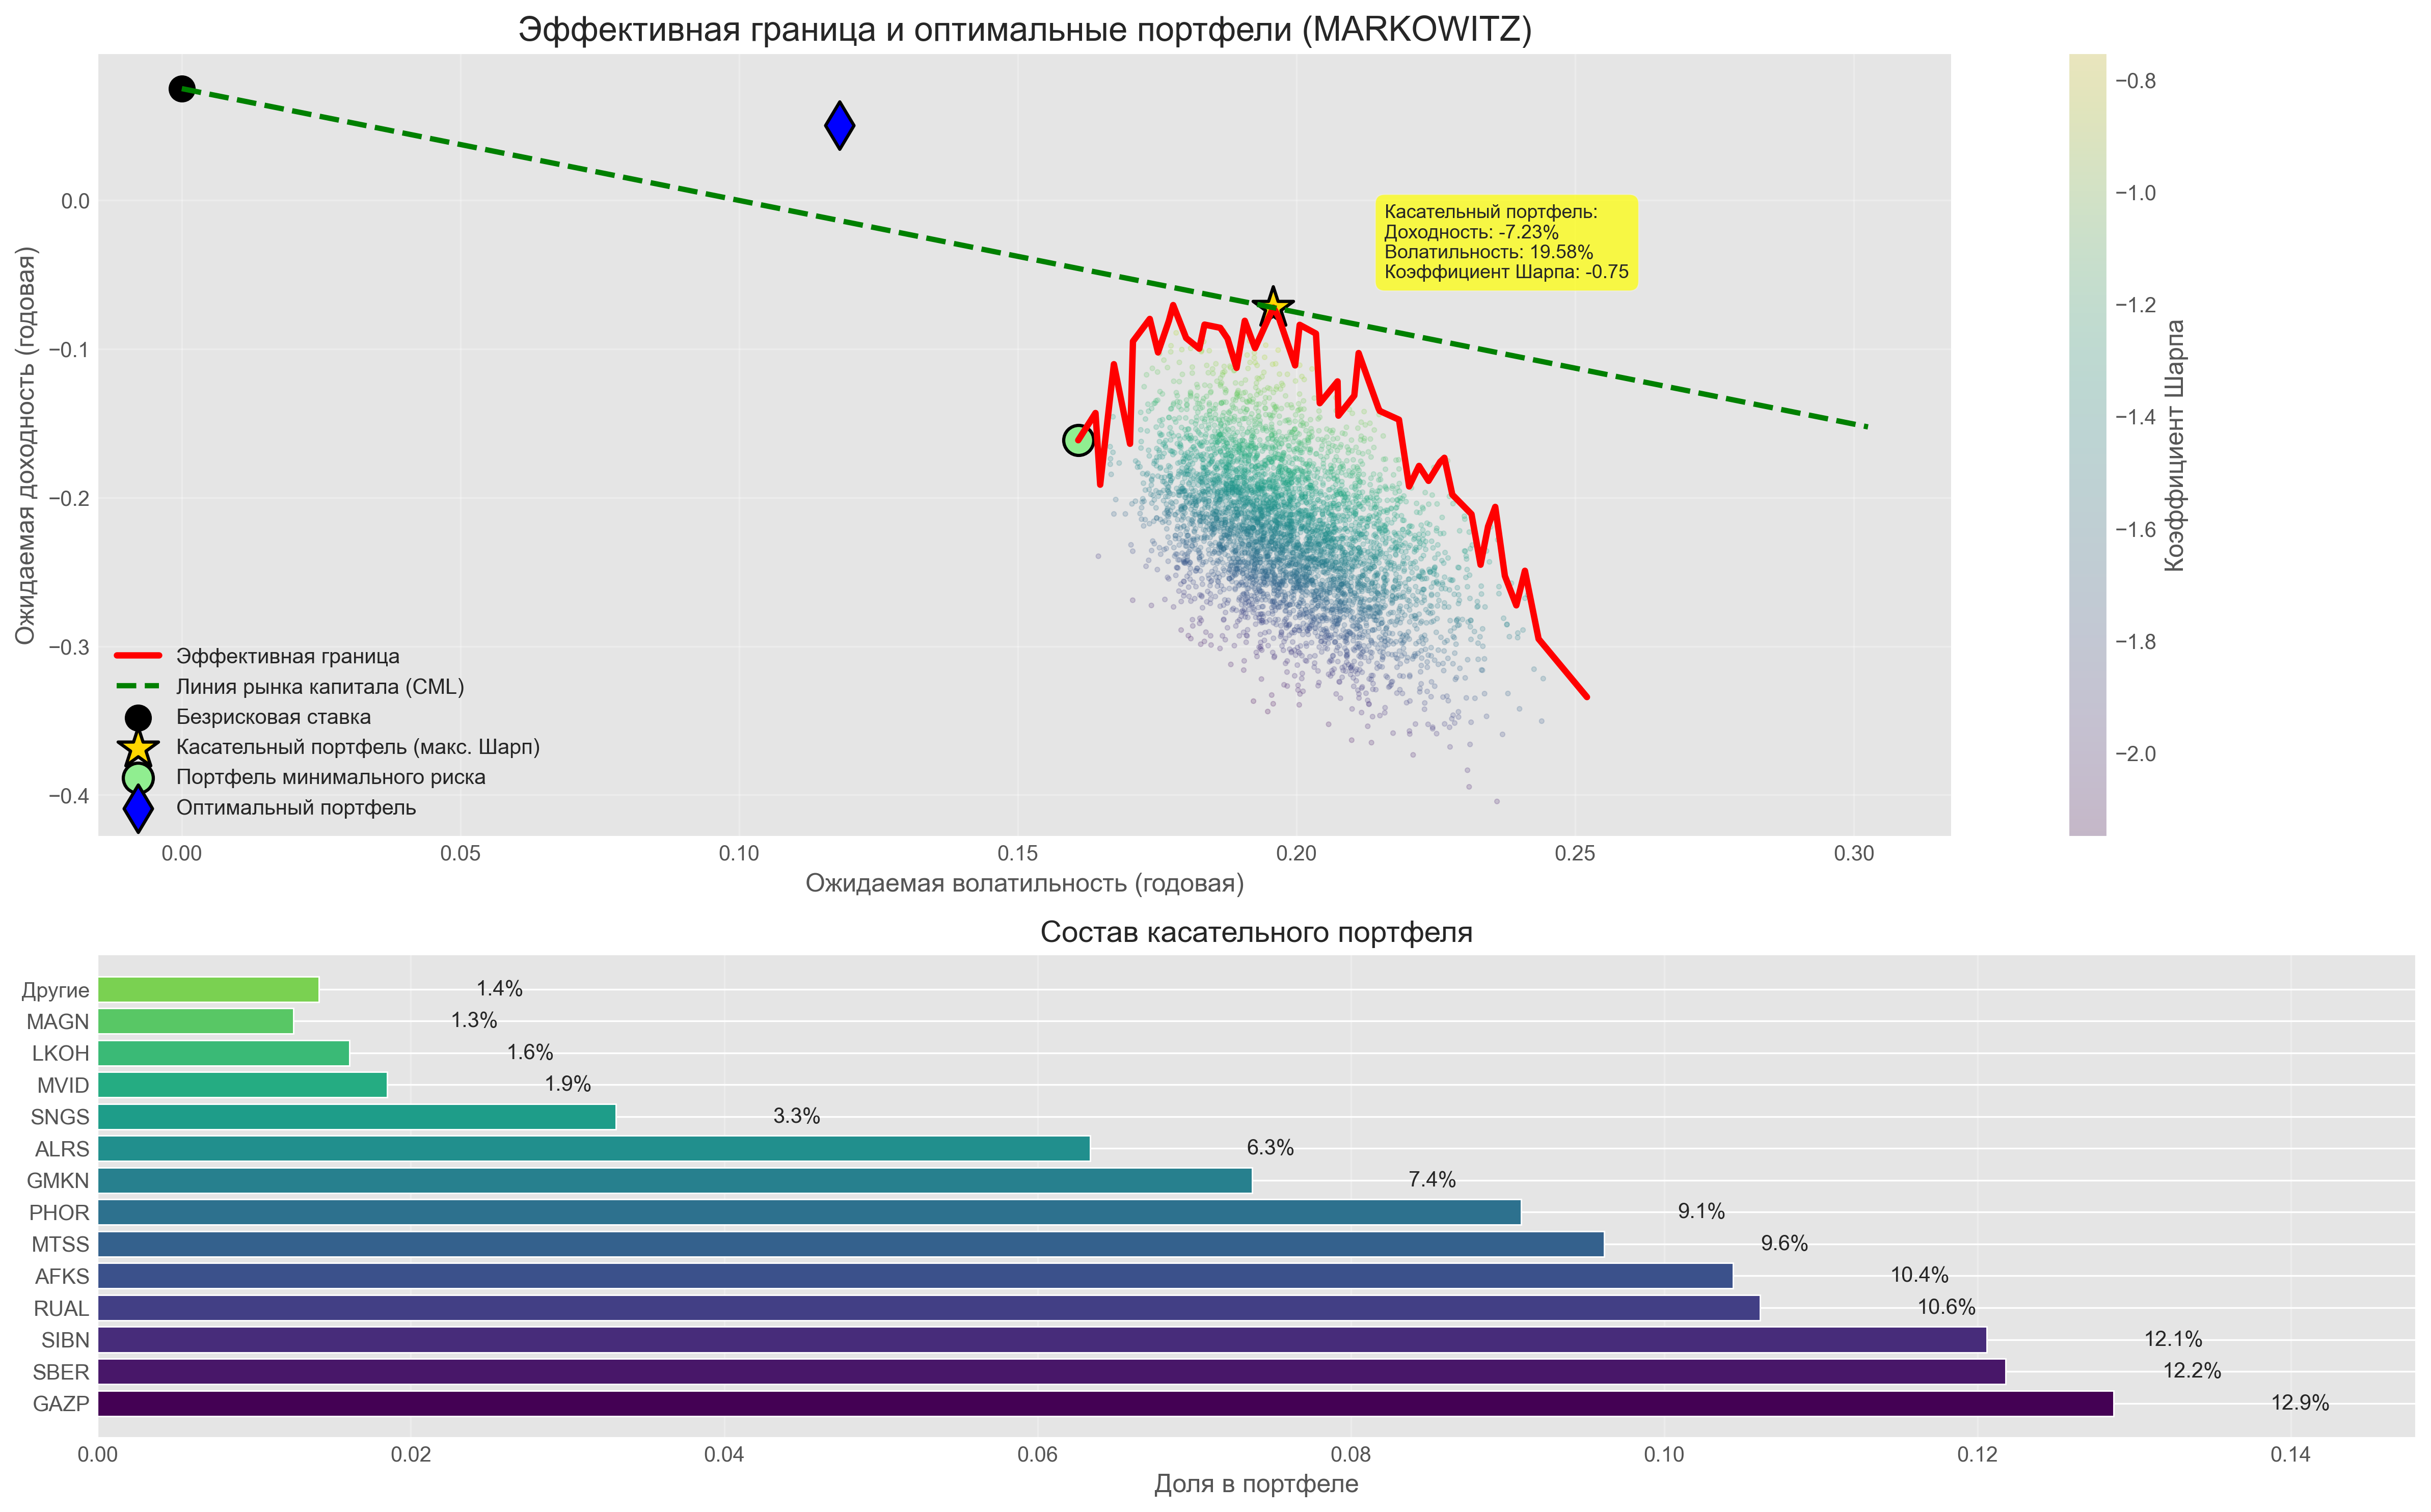 Эффективная граница и оптимальные портфели (MARKOWITZ)
Ожидаемая доходность (годовая)
0.0
−0.1
−0.2
−0.3
−0.4
Касательный портфель:
Доходность: -7.23%
Волатильность: 19.58%
Коэффициент Шарпа: -0.75
Эффективная граница
Линия рынка капитала (CML)
Безрисковая ставка
Касательный портфель (макс. Шарп)
Портфель минимального риска
Оптимальный портфель
0.00 0.05 0.10 0.15 0.20 0.25 0.30
Ожидаемая волатильность (годовая)
−0.8
−1.0
−1.2
−1.4
−1.6
−1.8
−2.0
Коэффициент Шарпа
Состав касательного портфеля
Другие 1.4%
MAGN 1.3%
LKOH 1.6%
MVID 1.9%
SNGS 3.3%
ALRS 6.3%
GMKN 7.4%
PHOR 9.1%
MTSS 9.6%
AFKS 10.4%
RUAL 10.6%
SIBN 12.1%
SBER 12.2%
GAZP 12.9%
0.00 0.02 0.04 0.06 0.08 0.10 0.12 0.14
Доля в портфеле